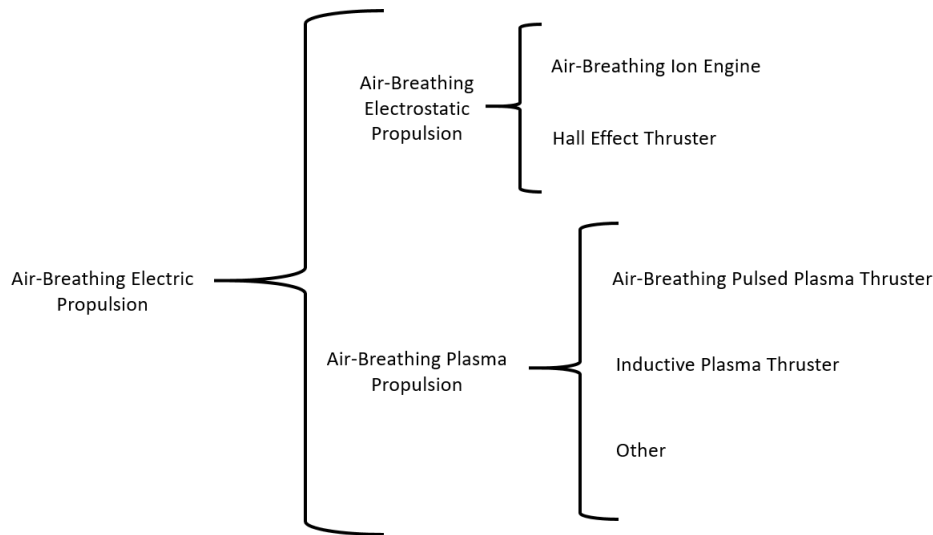 Air-Breathing Electric
Propulsion
Air-Breathing
Electrostatic
Propulsion
Air-Breathing Ion Engine
Hall Effect Thruster
Air-Breathing Plasma
Propulsion
Air-Breathing Pulsed Plasma Thruster
Inductive Plasma Thruster
Other